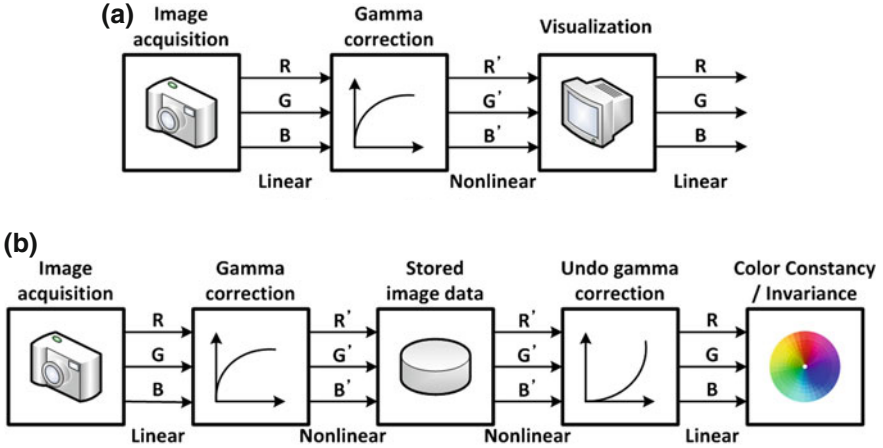 (a)
Image
acquisition
Gamma
correction
Visualization
R
G
B
R'
G'
B'
R
G
B
Linear
Nonlinear
Linear
(b)
Image
acquisition
Gamma
correction
Stored
image data
Undo gamma
correction
Color Constancy
/ Invariance
R
G
B
R'
G'
B'
R'
G'
B'
R
G
B
Linear
Nonlinear
Nonlinear
Linear